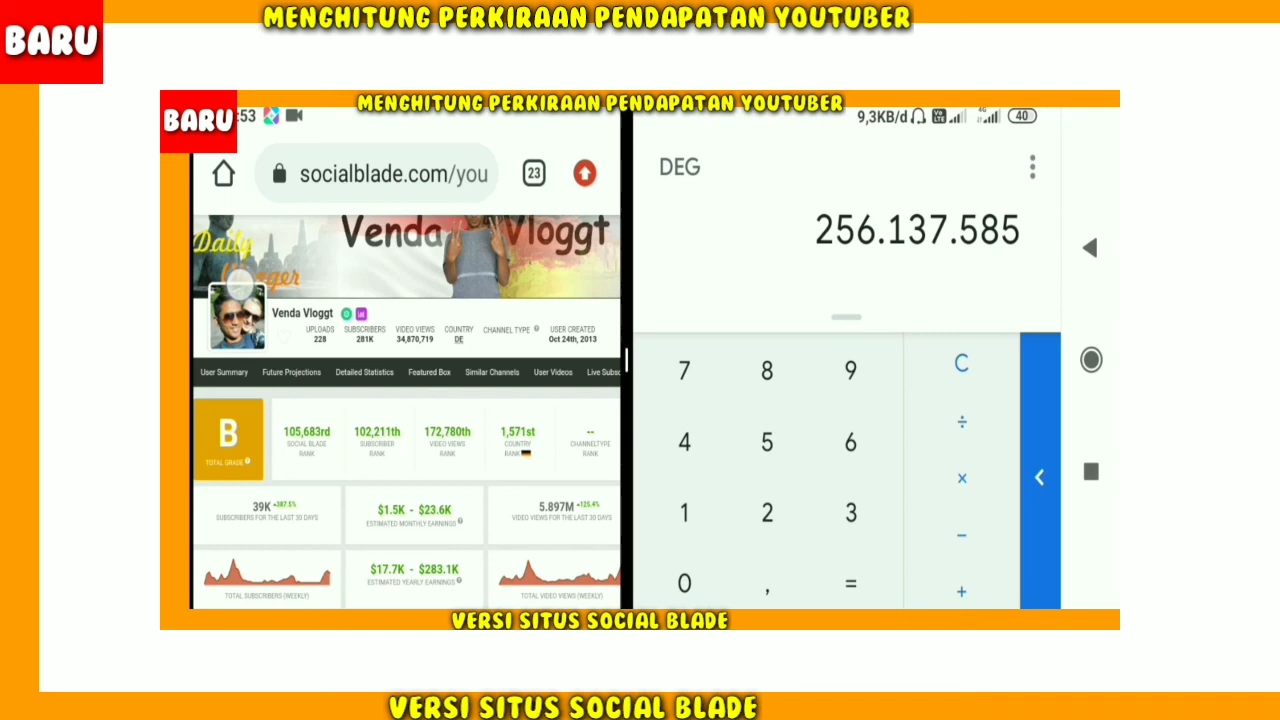 MENGHITUNG PERKIRAAN PENDAPATAN YOUTUBER
BARU
MENGHITUNG PERKIRAAN PENDAPATAN YOUTUBER
BARU
:53
9,3KB/d
4G
40
socialblade.com/you
23
Daily
Venda Vloggt
Venda Vloggt
UPLOADS
228
SUBSCRIBERS
281K
VIDEO VIEWS
34,870,719
COUNTRY
DE
CHANNEL TYPE
USER CREATED
Oct 24th, 2013
User Summary Future Projections Detailed Statistics Featured Box Similar Channels User Videos Live Subsc
B
TOTAL GRADE
105,683rd
SOCIAL BLADE
RANK
102,211th
SUBSCRIBER
RANK
172,780th
VIDEO VIEWS
RANK
1,571st
COUNTRY
RANK
--
CHANNELTYPE
RANK
39K +387.5%
SUBSCRIBERS FOR THE LAST 30 DAYS
$1.5K - $23.6K
ESTIMATED MONTHLY EARNINGS
5.897M +125.4%
VIDEO VIEWS FOR THE LAST 30 DAYS
TOTAL SUBSCRIBERS (WEEKLY)
$17.7K - $283.1K
ESTIMATED YEARLY EARNINGS
TOTAL VIDEO VIEWS (WEEKLY)
DEG
256.137.585
7 8 9 C
÷
4 5 6
×
1 2 3
−
0 , =
+
VERSI SITUS SOCIAL BLADE
VERSI SITUS SOCIAL BLADE